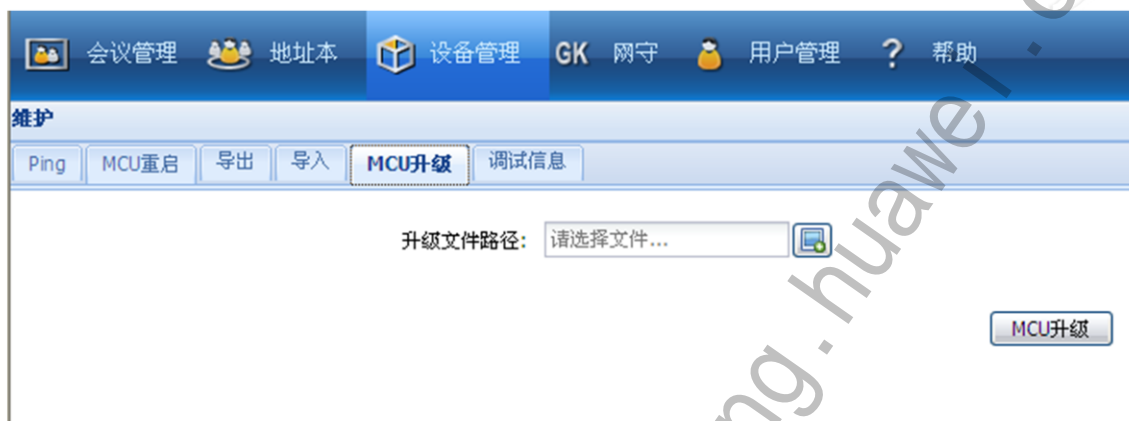 会议管理 地址本 设备管理 GK 网守 用户管理 ? 帮助
维护
Ping MCU重启 导出 导入 MCU升级 调试信息
升级文件路径: 请选择文件...
MCU升级
ng.huawei.c